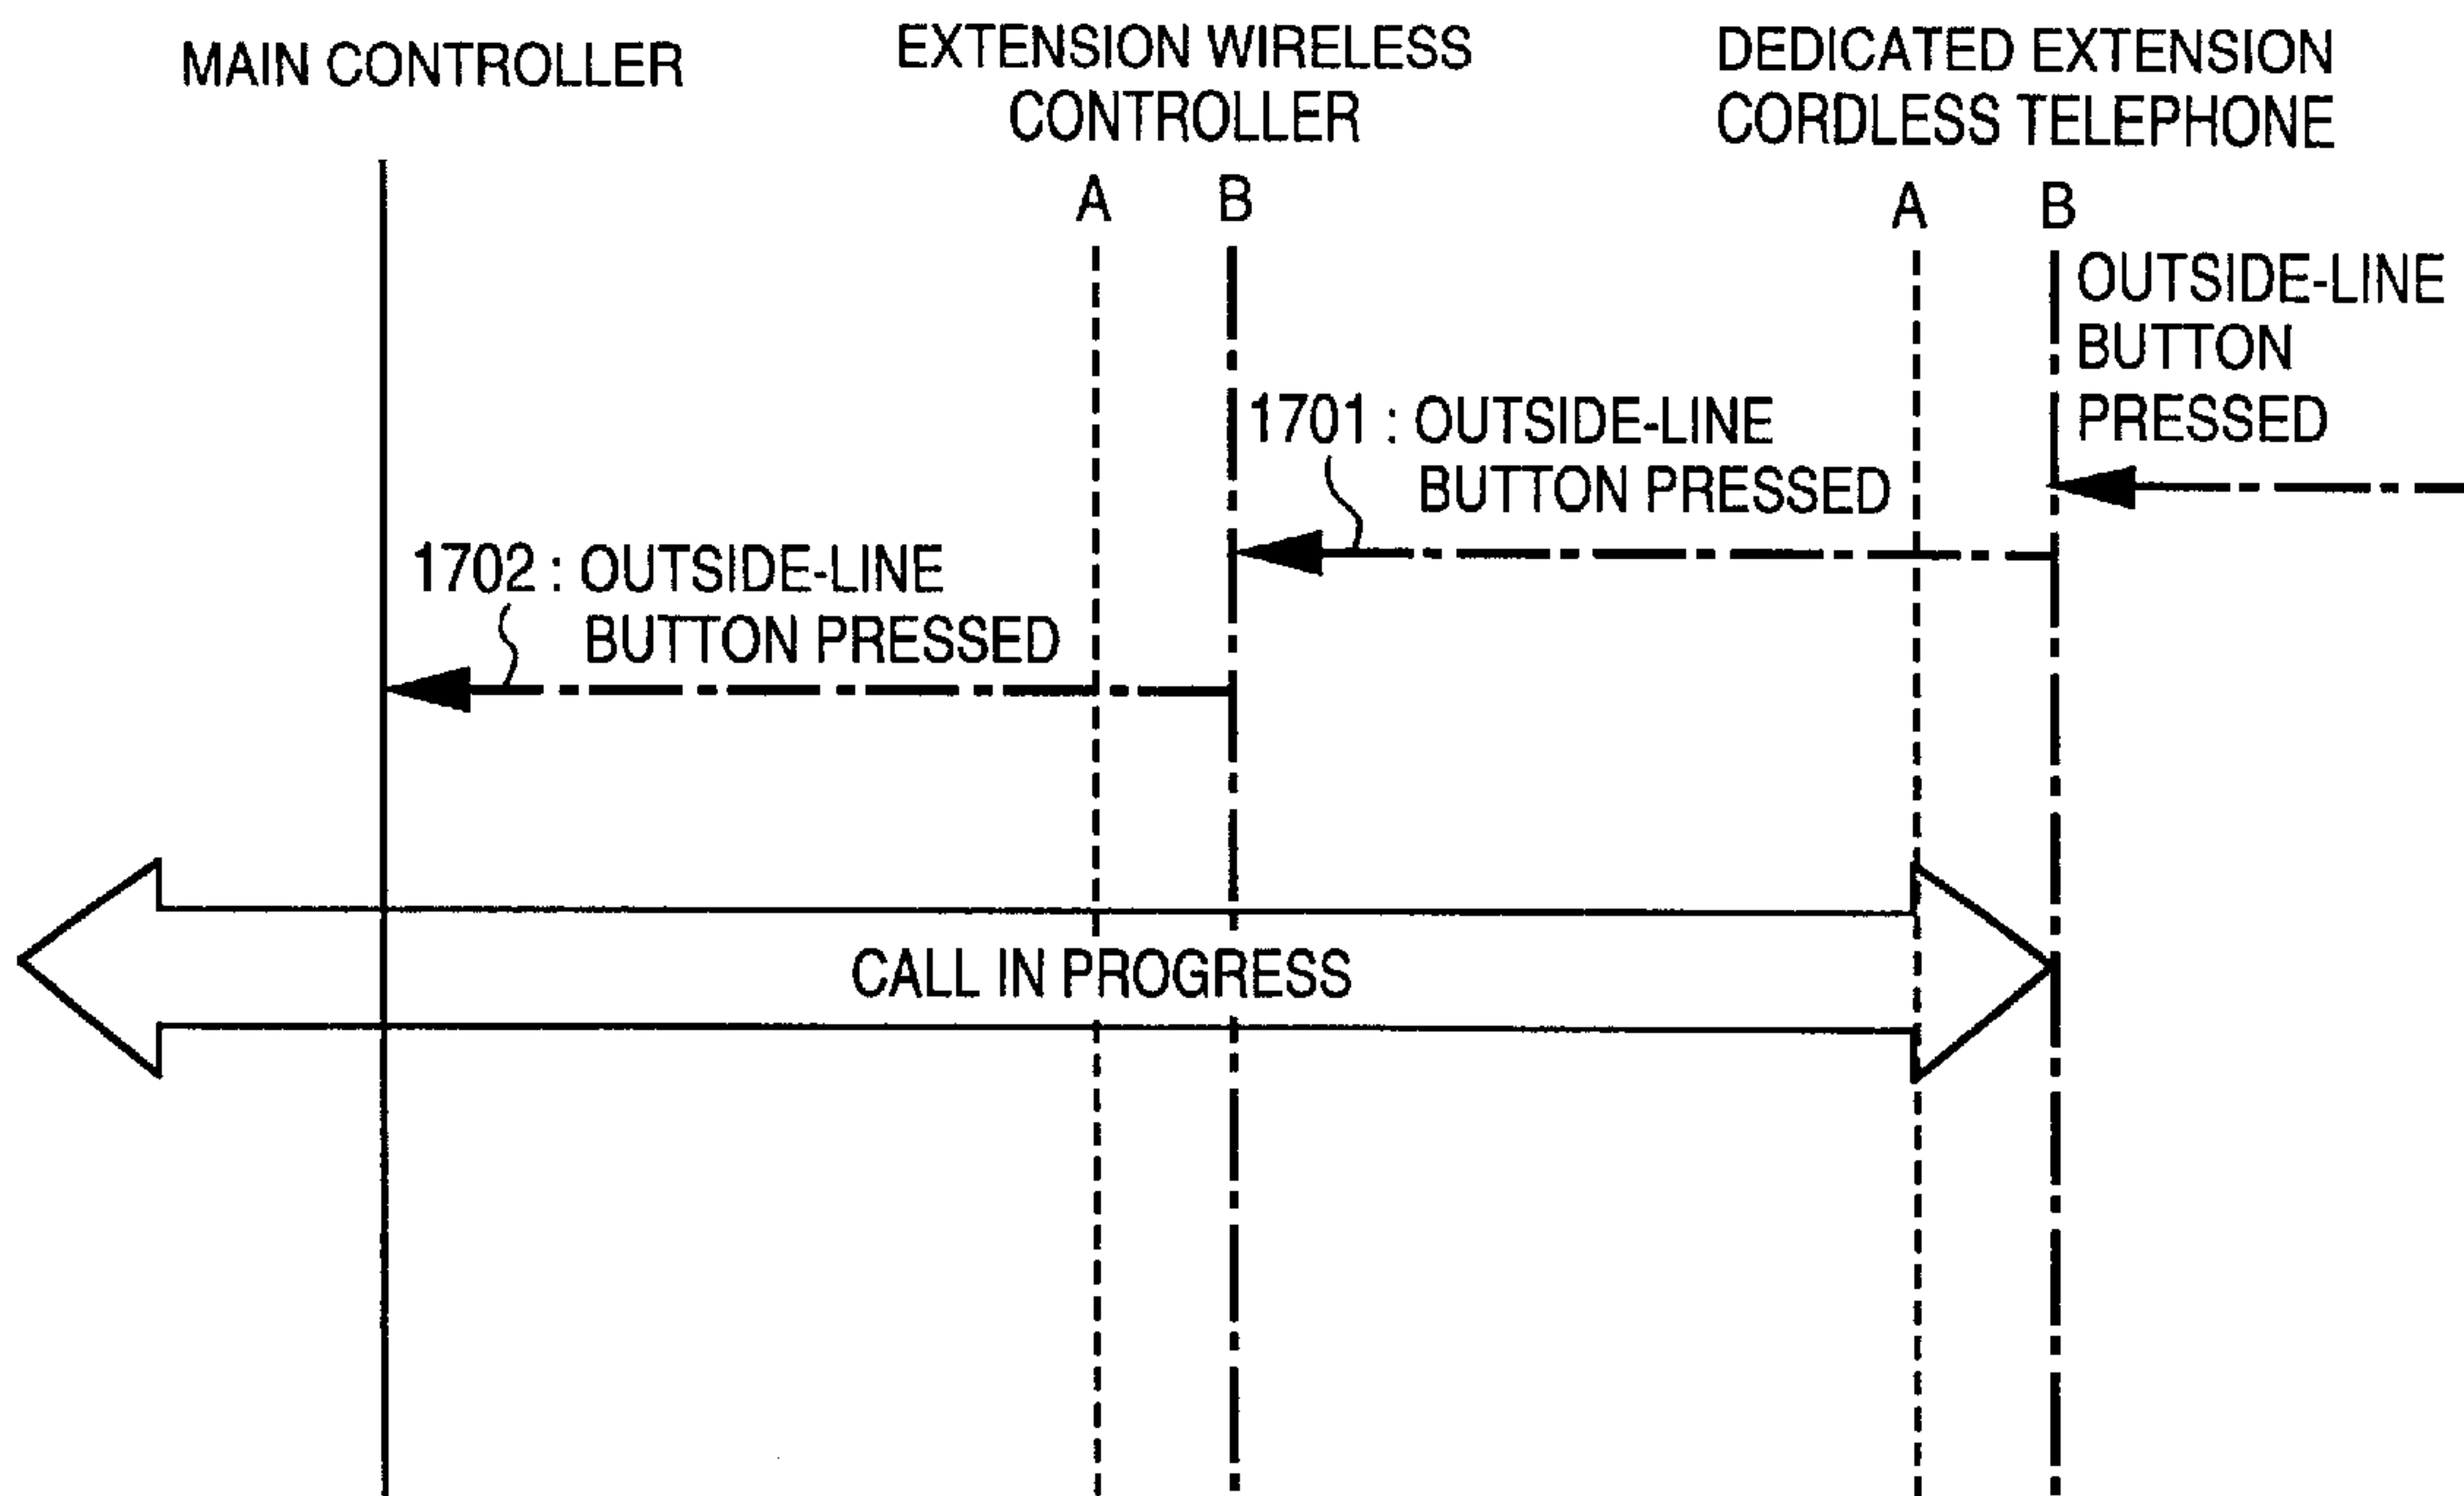 MAIN CONTROLLER
EXTENSION WIRELESS
CONTROLLER
DEDICATED EXTENSION
CORDLESS TELEPHONE
A
B
A
B
OUTSIDE-LINE
BUTTON
PRESSED
1701 : OUTSIDE-LINE
BUTTON PRESSED
1702 : OUTSIDE-LINE
BUTTON PRESSED
CALL IN PROGRESS